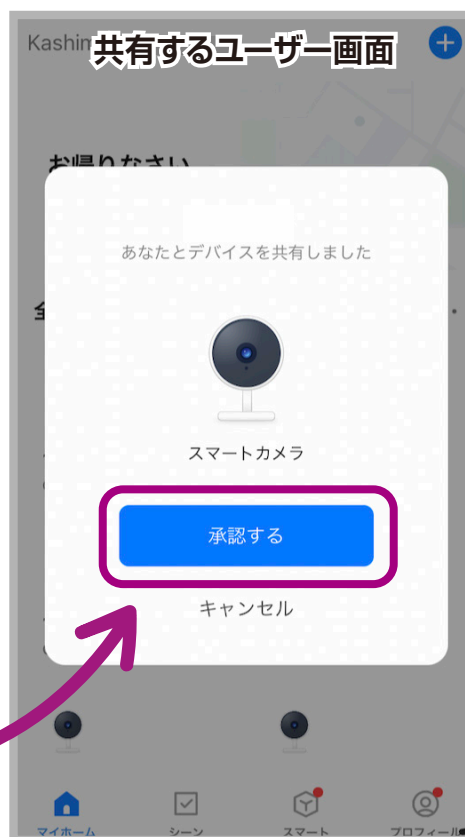 Kashim
共有するユーザー画面
お帰りなさい
あなたとデバイスを共有しました
スマートカメラ
承認する
キャンセル
マイホーム
シーン
スマート
プロフィール